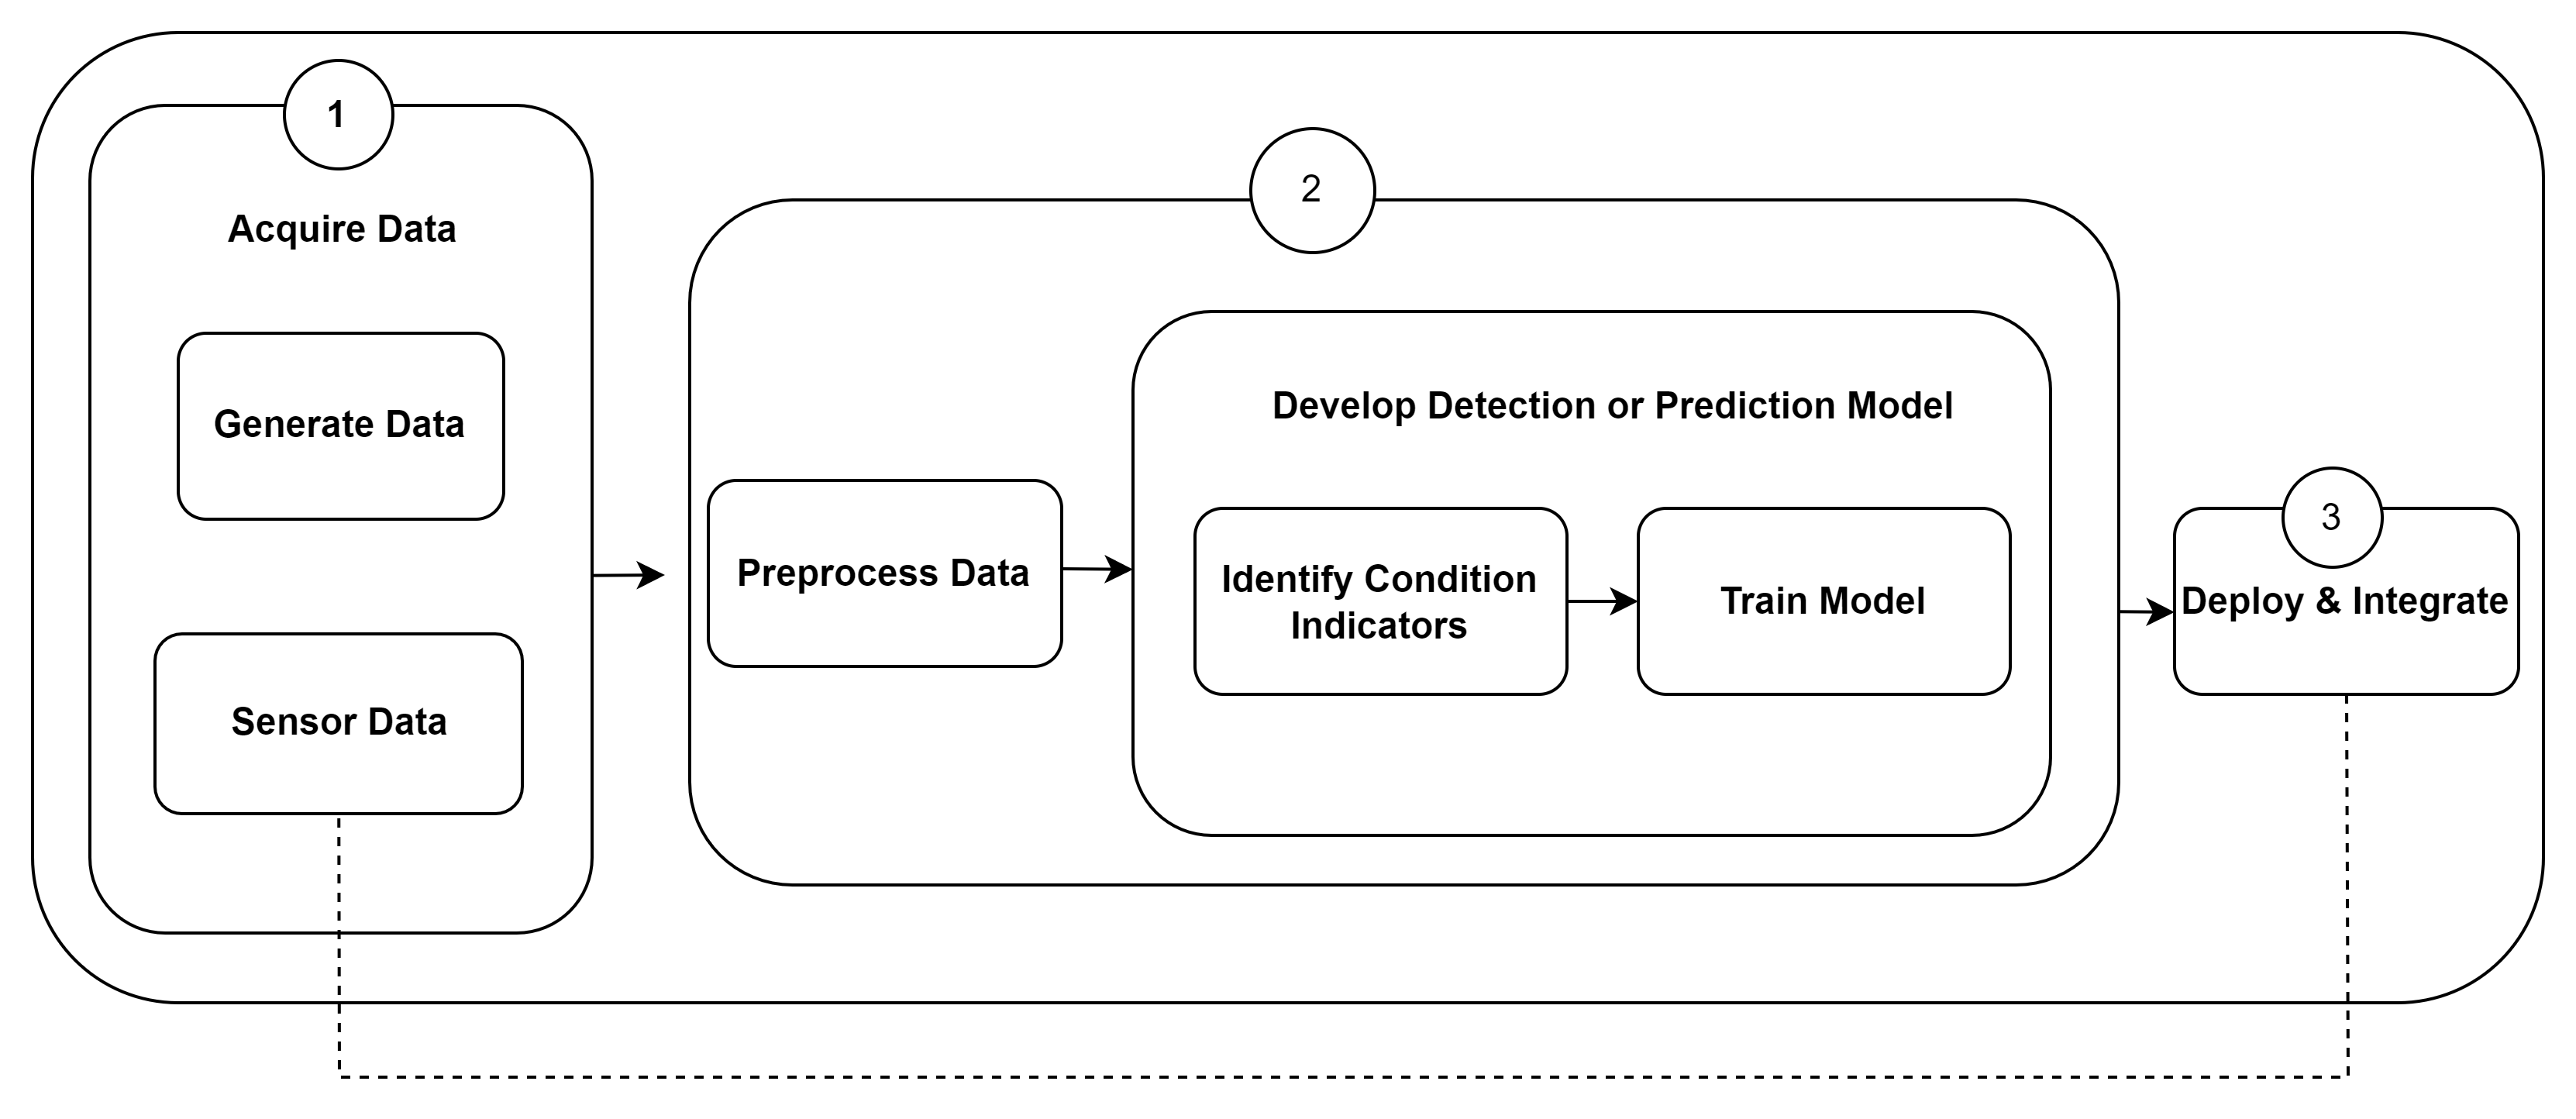 1
Acquire Data
Generate Data
Sensor Data
2
Preprocess Data
Develop Detection or Prediction Model
Identify Condition
Indicators
Train Model
3
Deploy & Integrate